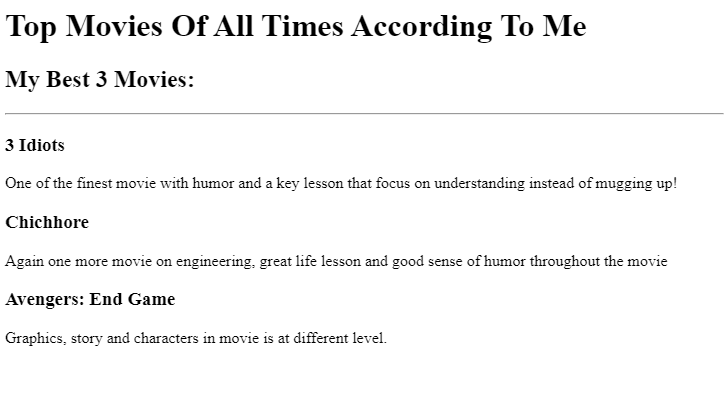 Top Movies Of All Times According To Me
My Best 3 Movies:
3 Idiots
One of the finest movie with humor and a key lesson that focus on understanding instead of mugging up!
Chichhore
Again one more movie on engineering, great life lesson and good sense of humor throughout the movie
Avengers: End Game
Graphics, story and characters in movie is at different level.